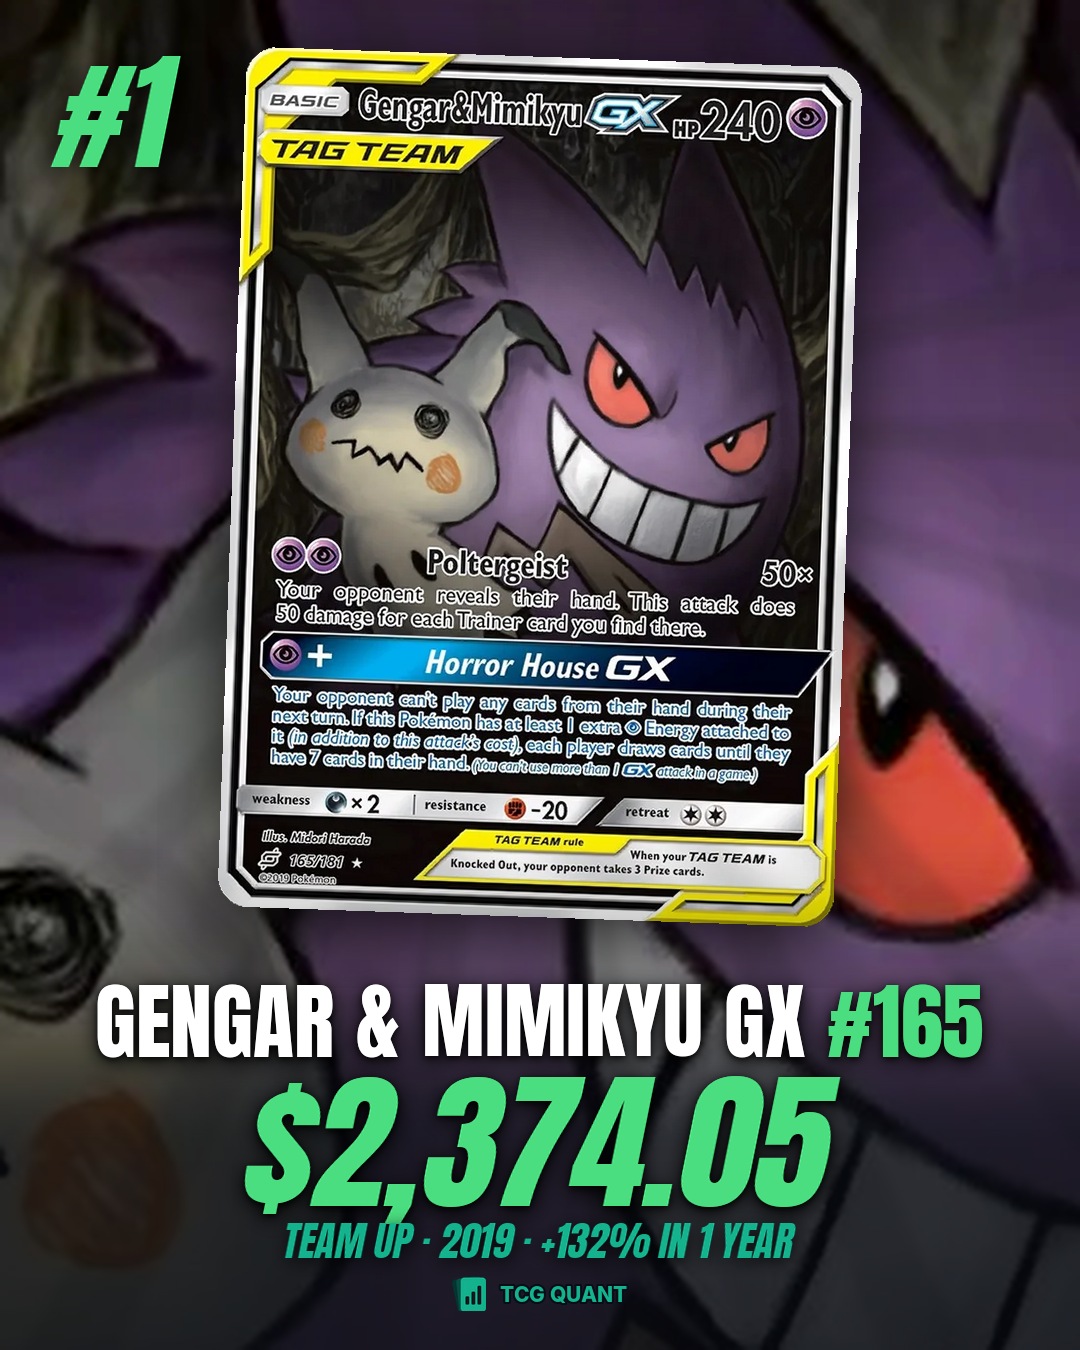 #1
BASIC Gengar&Mimikyu GX HP240
TAG TEAM
Poltergeist 50×
Your opponent reveals their hand. This attack does
50 damage for each Trainer card you find there.
+ Horror House GX
Your opponent can't play any cards from their hand during their
next turn. If this Pokémon has at least 1 extra Energy attached to
it (in addition to this attack's cost), each player draws cards until they
have 7 cards in their hand. (You can't use more than 1 GX attack in a game.)
weakness ×2 resistance -20 retreat
Illus. Midori Harada
165/181 ★
©2019 Pokémon
TAG TEAM rule
When your TAG TEAM is
Knocked Out, your opponent takes 3 Prize cards.
GENGAR & MIMIKYU GX #165
$2,374.05
TEAM UP · 2019 · +132% IN 1 YEAR
TCG QUANT